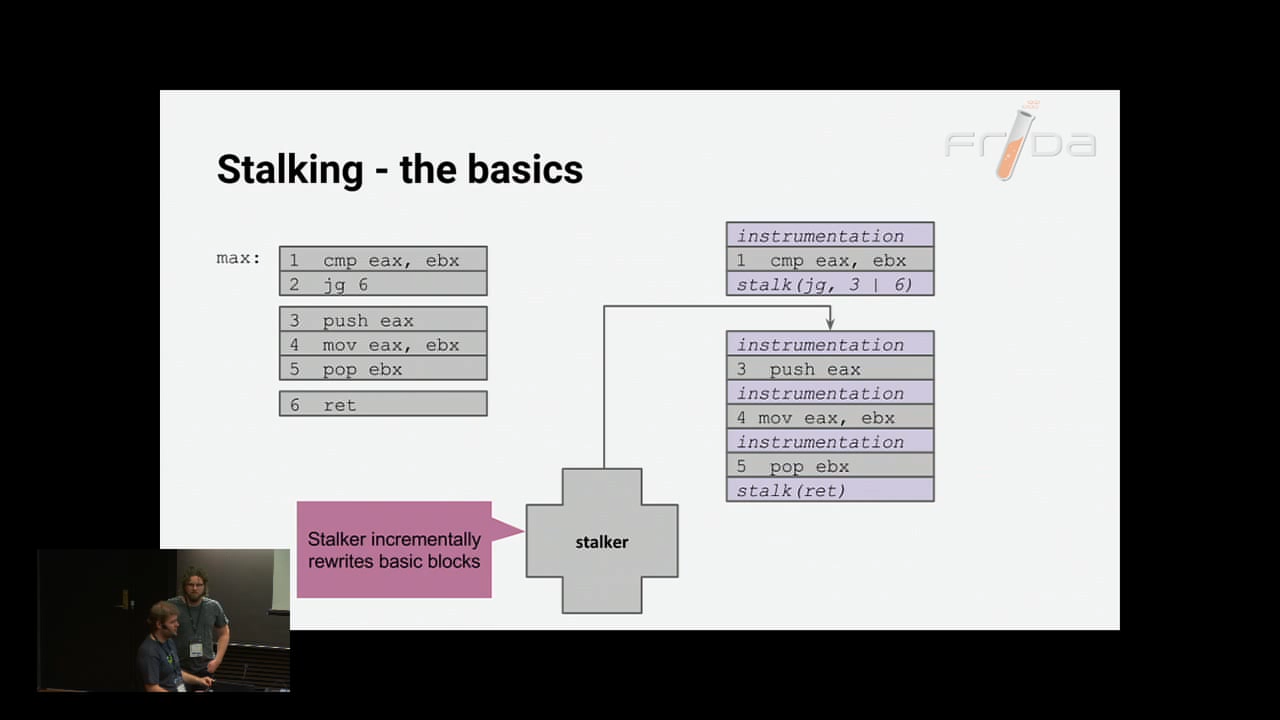 FRIDA
Stalking - the basics
max:
1 cmp eax, ebx
2 jg 6
3 push eax
4 mov eax, ebx
5 pop ebx
6 ret
instrumentation
1 cmp eax, ebx
stalk(jg, 3 | 6)
instrumentation
3 push eax
instrumentation
4 mov eax, ebx
instrumentation
5 pop ebx
stalk(ret)
Stalker incrementally
rewrites basic blocks
stalker